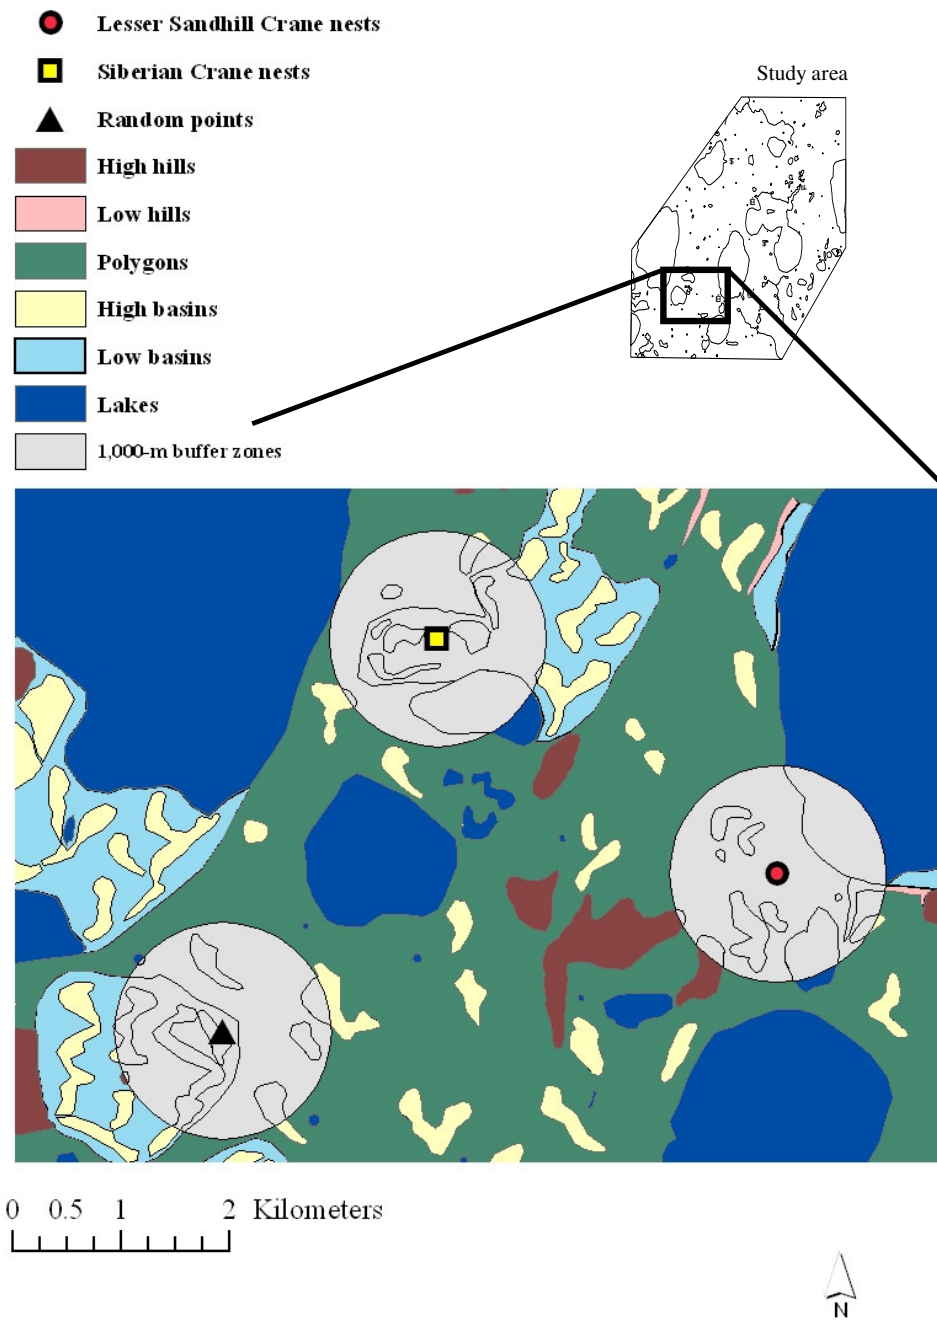 Lesser Sandhill Crane nests
Siberian Crane nests
Study area
Random points
High hills
Low hills
Polygons
High basins
Low basins
Lakes
1,000-m buffer zones
0 0.5 1 2 Kilometers
N